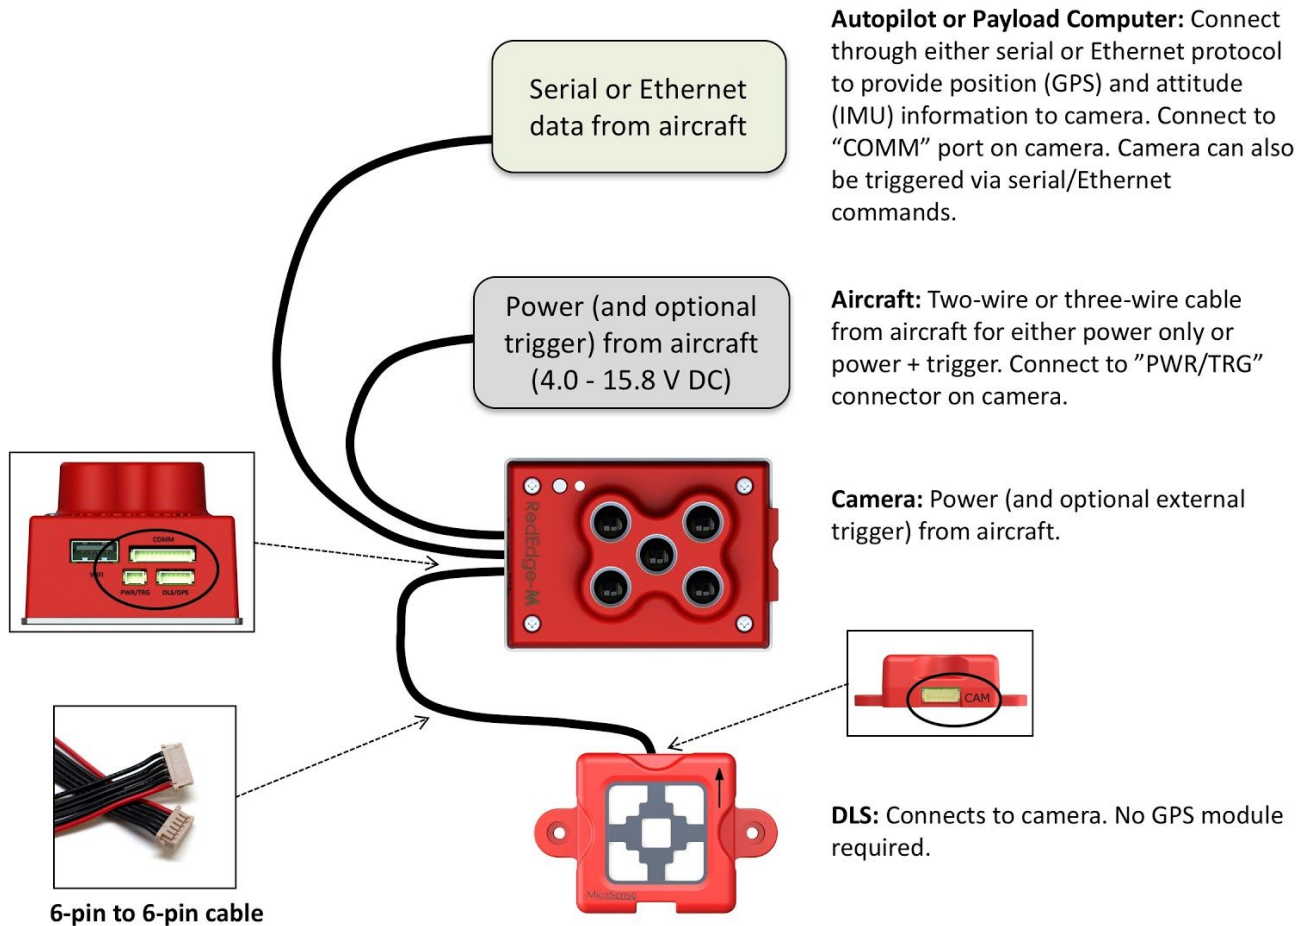 Serial or Ethernet
data from aircraft
Autopilot or Payload Computer: Connect
through either serial or Ethernet protocol
to provide position (GPS) and attitude
(IMU) information to camera. Connect to
“COMM” port on camera. Camera can also
be triggered via serial/Ethernet
commands.
Power (and optional
trigger) from aircraft
(4.0 - 15.8 V DC)
Aircraft: Two-wire or three-wire cable
from aircraft for either power only or
power + trigger. Connect to ”PWR/TRG”
connector on camera.
COMM
WIFI
PWR/TRG DLS/GPS
RedEdge-M
Camera: Power (and optional external
trigger) from aircraft.
CAM
MicaSense
DLS: Connects to camera. No GPS module
required.
6-pin to 6-pin cable